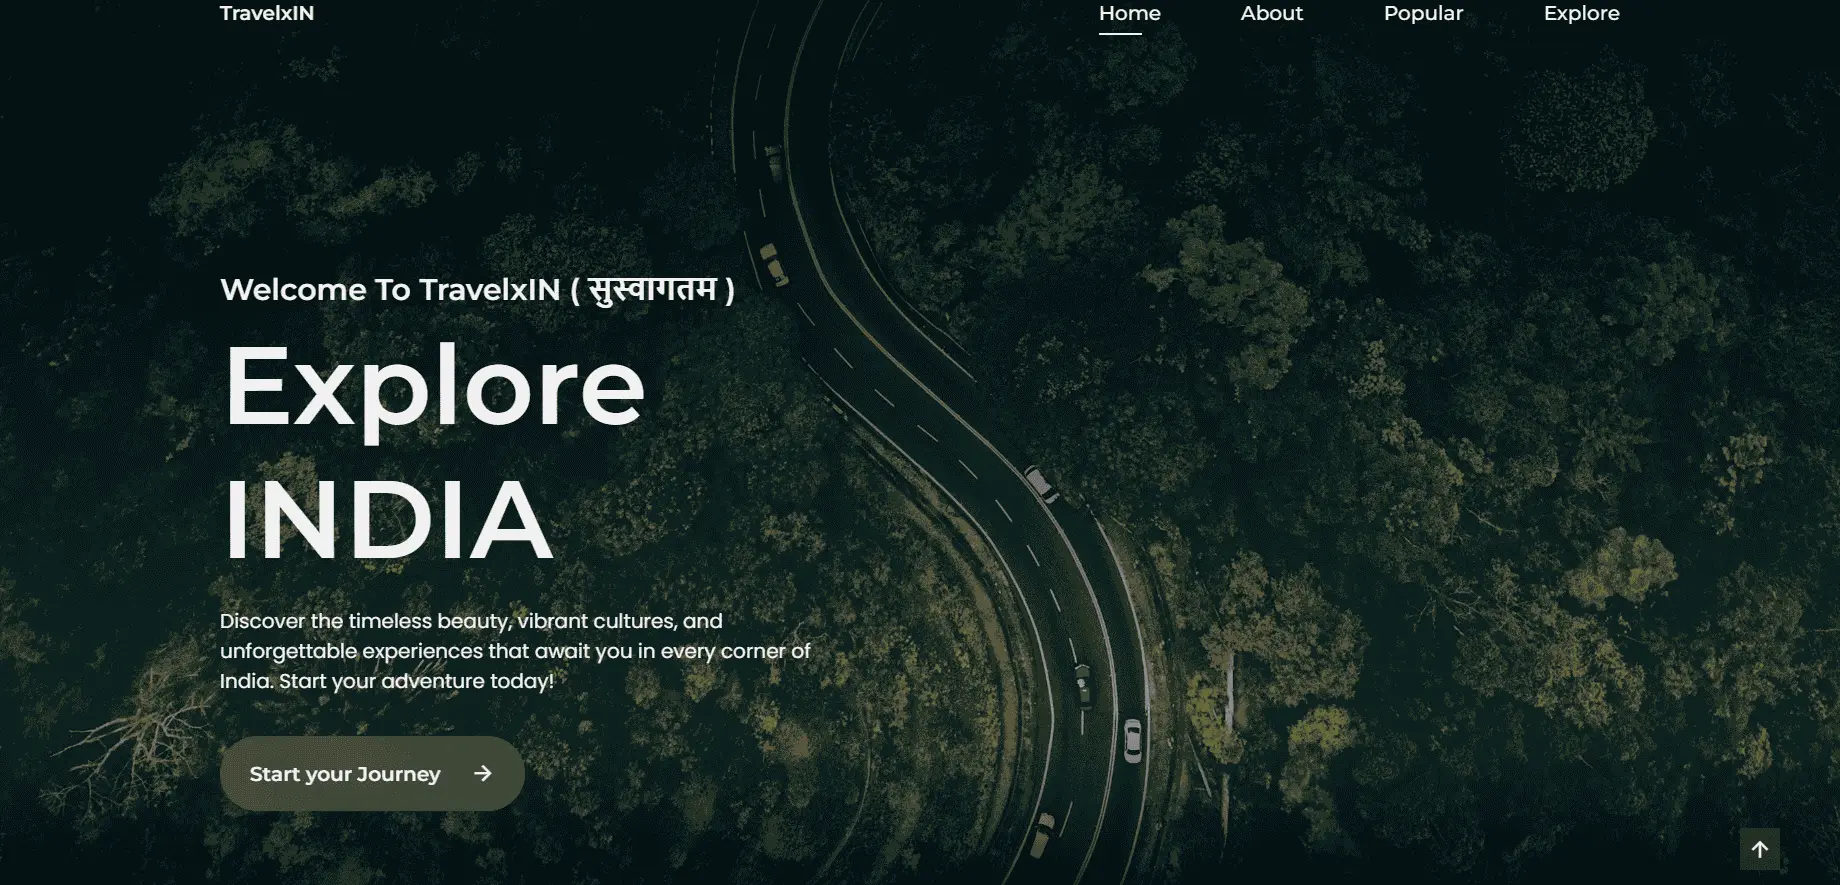 TravelxIN
Home
About
Popular
Explore
Welcome To TravelxIN ( सुस्वागतम )
Explore
INDIA
Discover the timeless beauty, vibrant cultures, and
unforgettable experiences that await you in every corner of
India. Start your adventure today!
Start your Journey